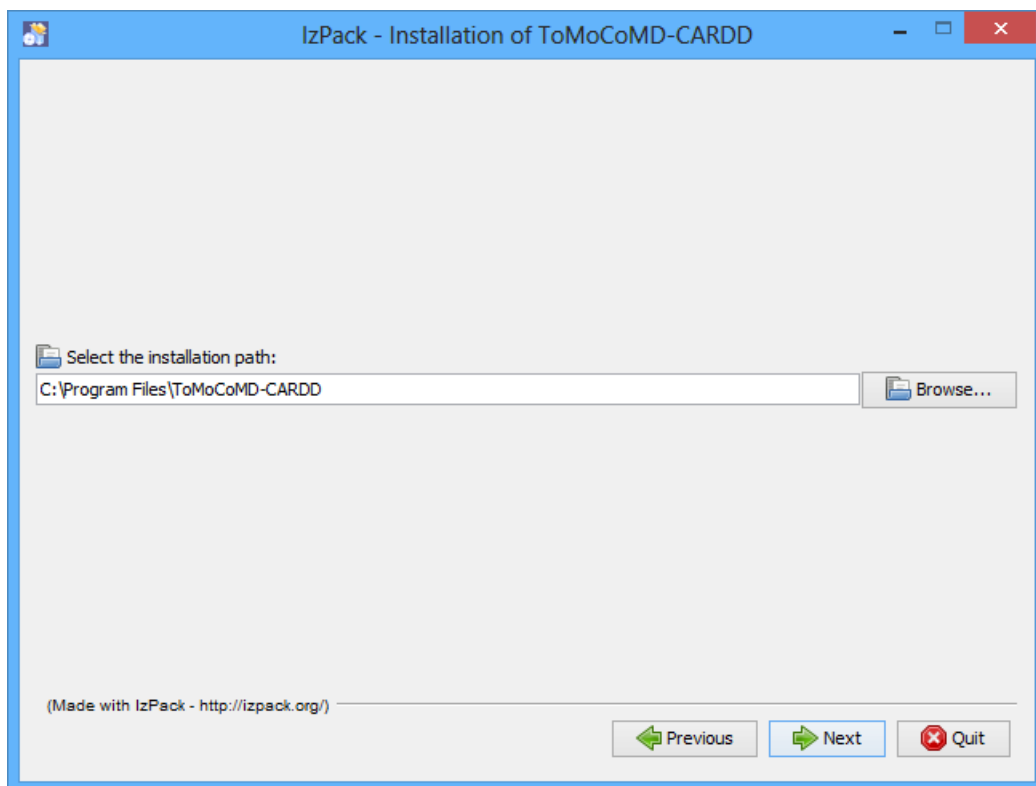 IzPack - Installation of ToMoCoMD-CARDD
Select the installation path:
C:\Program Files\ToMoCoMD-CARDD
Browse...
(Made with IzPack - http://izpack.org/)
Previous
Next
Quit